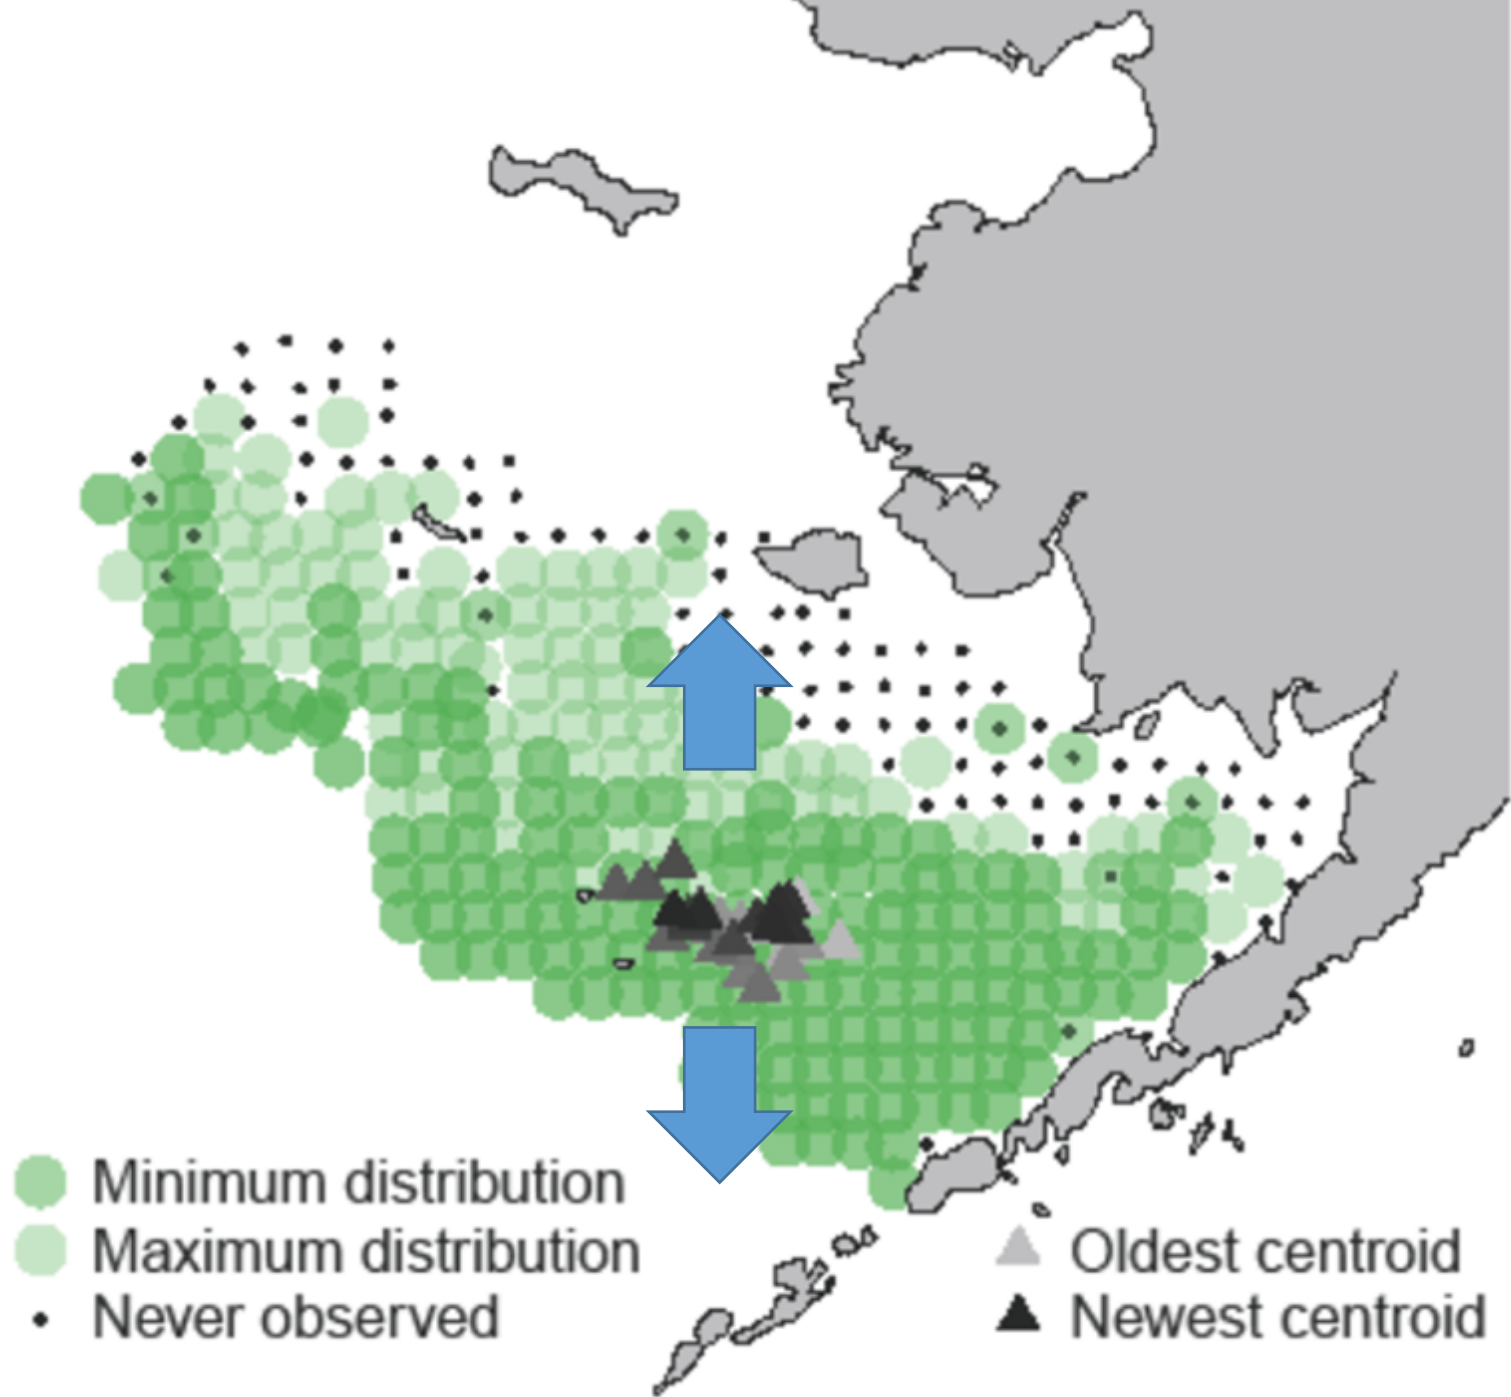 Minimum distribution
Maximum distribution
Never observed
Oldest centroid
Newest centroid